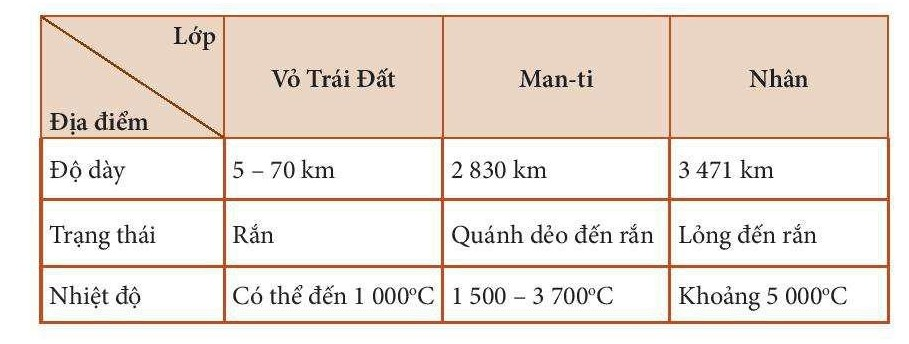 Lớp
Địa điểm
Vỏ Trái Đất
Man-ti
Nhân
Độ dày
5 – 70 km
2 830 km
3 471 km
Trạng thái
Rắn
Quánh dẻo đến rắn
Lỏng đến rắn
Nhiệt độ
Có thể đến 1 000°C
1 500 – 3 700°C
Khoảng 5 000°C